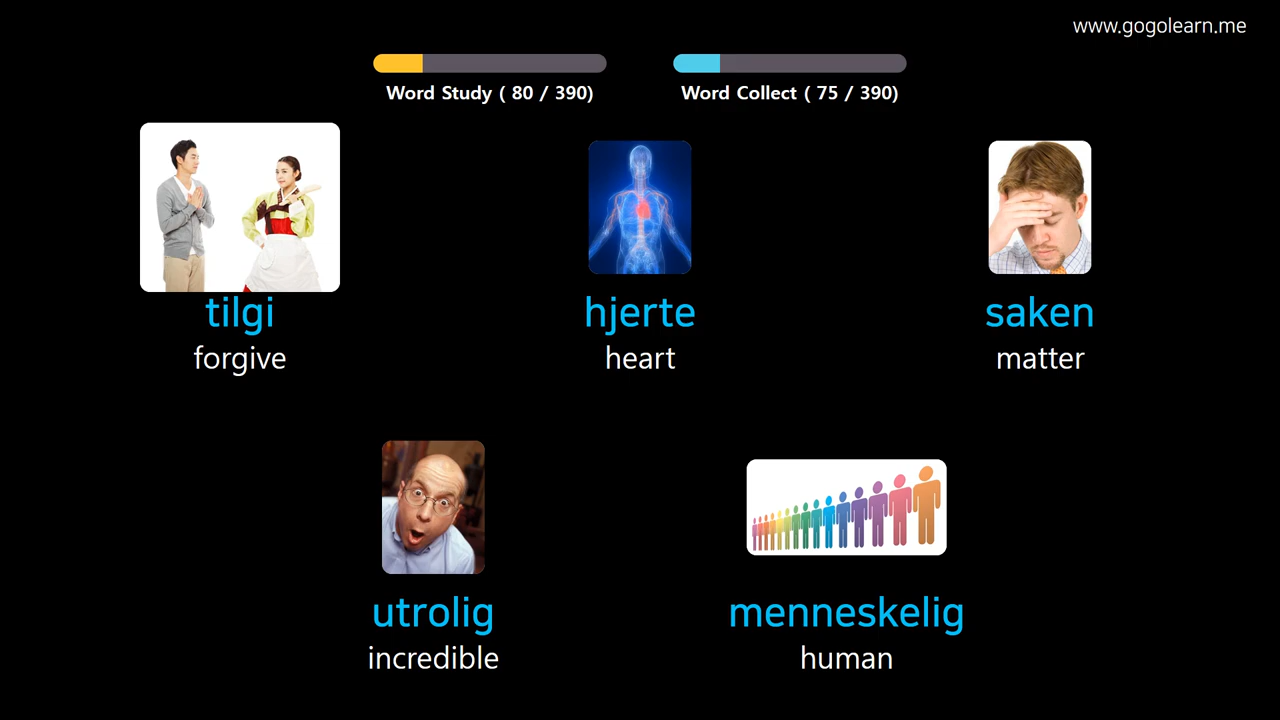 www.gogolearn.me
Word Study ( 80 / 390)
Word Collect ( 75 / 390)
tilgi
forgive
hjerte
heart
saken
matter
utrolig
incredible
menneskelig
human